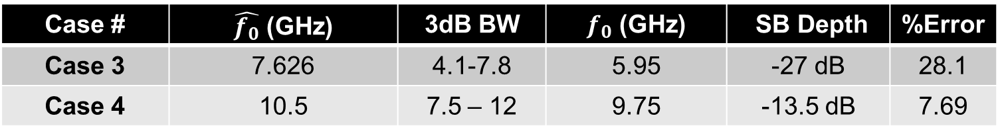 Case # $\widehat{f_0}$ (GHz) 3dB BW $f_0$ (GHz) SB Depth %Error
Case 3 7.626 4.1-7.8 5.95 -27 dB 28.1
Case 4 10.5 7.5 – 12 9.75 -13.5 dB 7.69